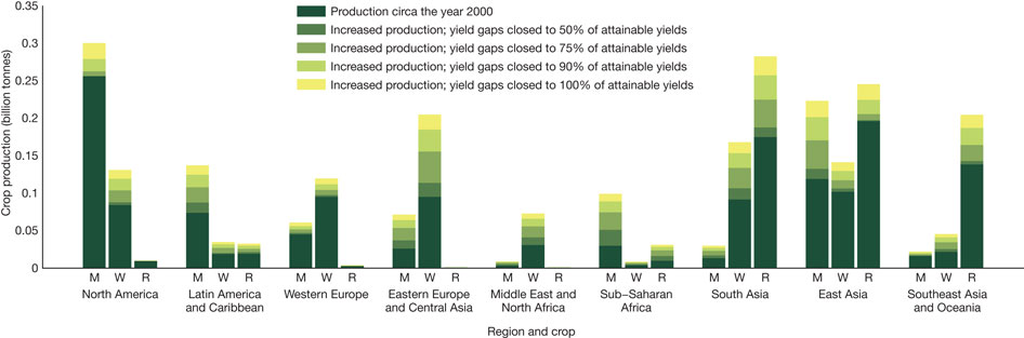 0.35
0.3
0.25
0.2
0.15
0.1
0.05
0
Crop production (billion tonnes)
Production circa the year 2000
Increased production; yield gaps closed to 50% of attainable yields
Increased production; yield gaps closed to 75% of attainable yields
Increased production; yield gaps closed to 90% of attainable yields
Increased production; yield gaps closed to 100% of attainable yields
M W R M W R M W R M W R M W R M W R M W R M W R M W R
North America
Latin America
and Caribbean
Western Europe
Eastern Europe
and Central Asia
Middle East and
North Africa
Sub–Saharan
Africa
South Asia
East Asia
Southeast Asia
and Oceania
Region and crop